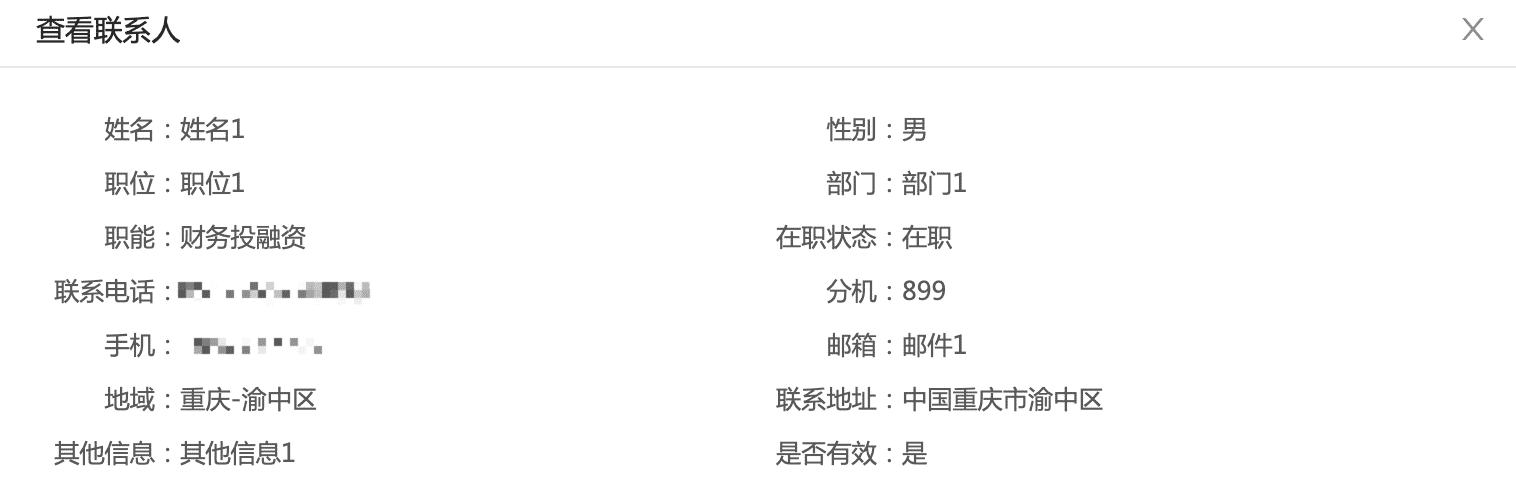 查看联系人
X
姓名：姓名1 性别：男
职位：职位1 部门：部门1
职能：财务投融资 在职状态：在职
联系电话： 分机：899
手机： 邮箱：邮件1
地域：重庆-渝中区 联系地址：中国重庆市渝中区
其他信息：其他信息1 是否有效：是